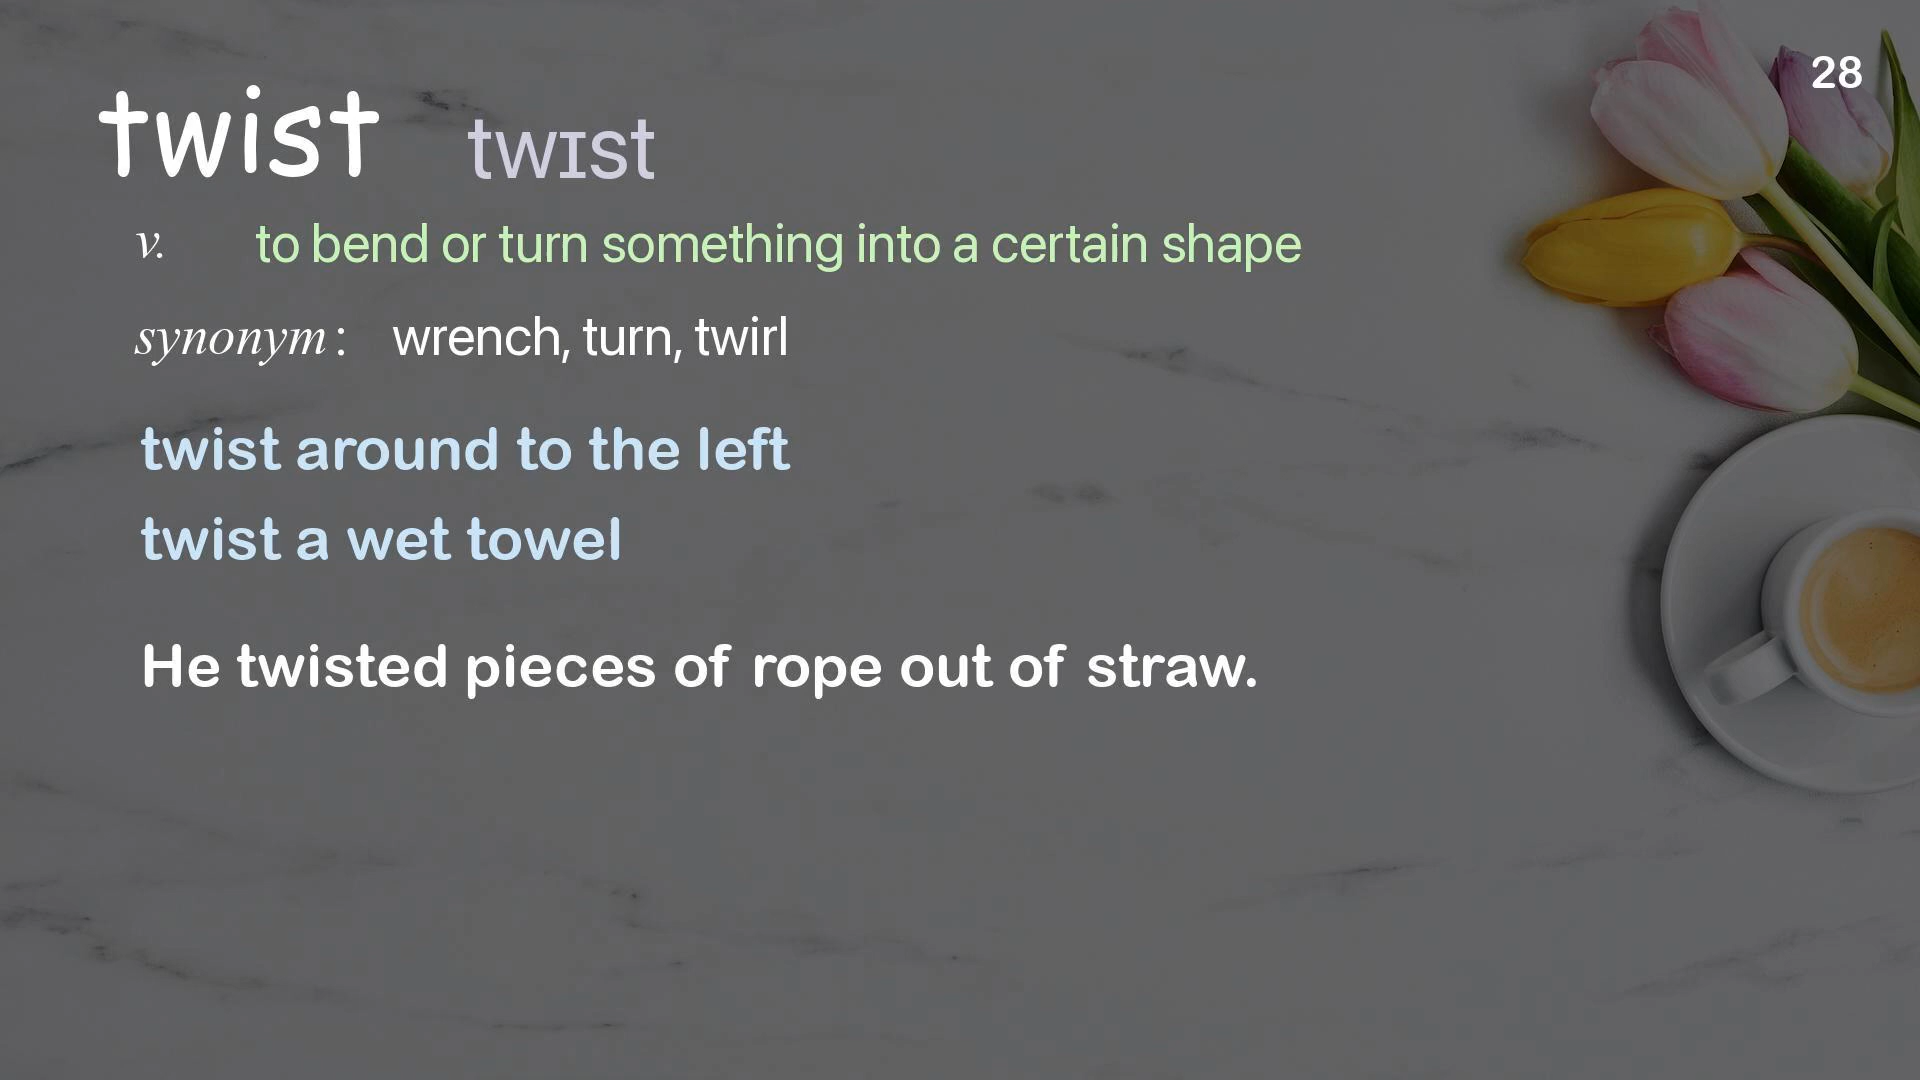 28
twist twɪst
v. to bend or turn something into a certain shape
synonym: wrench, turn, twirl
twist around to the left
twist a wet towel
He twisted pieces of rope out of straw.